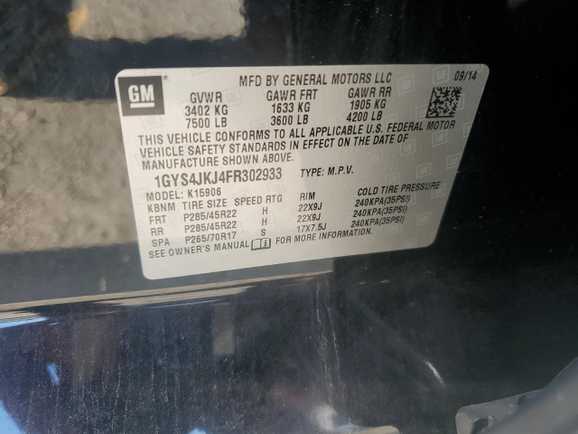 GM
MFD BY GENERAL MOTORS LLC 09/14
GVWR GAWR FRT GAWR RR
3402 KG 1633 KG 1905 KG
7500 LB 3600 LB 4200 LB
THIS VEHICLE CONFORMS TO ALL APPLICABLE U.S. FEDERAL MOTOR
VEHICLE SAFETY AND THEFT PREVENTION STANDARDS IN EFFECT ON THE DATE OF
MANUFACTURE SHOWN ABOVE.
1GYS4JKJ4FR302933 TYPE: M.P.V.
MODEL: K15906
KBNM TIRE SIZE SPEED RTG RIM COLD TIRE PRESSURE
FRT P285/45R22 H 22X9J 240KPA(35PSI)
RR P285/45R22 H 22X9J 240KPA(35PSI)
SPA P265/70R17 S 17X7.5J 240KPA(35PSI)
SEE OWNER'S MANUAL FOR MORE INFORMATION.